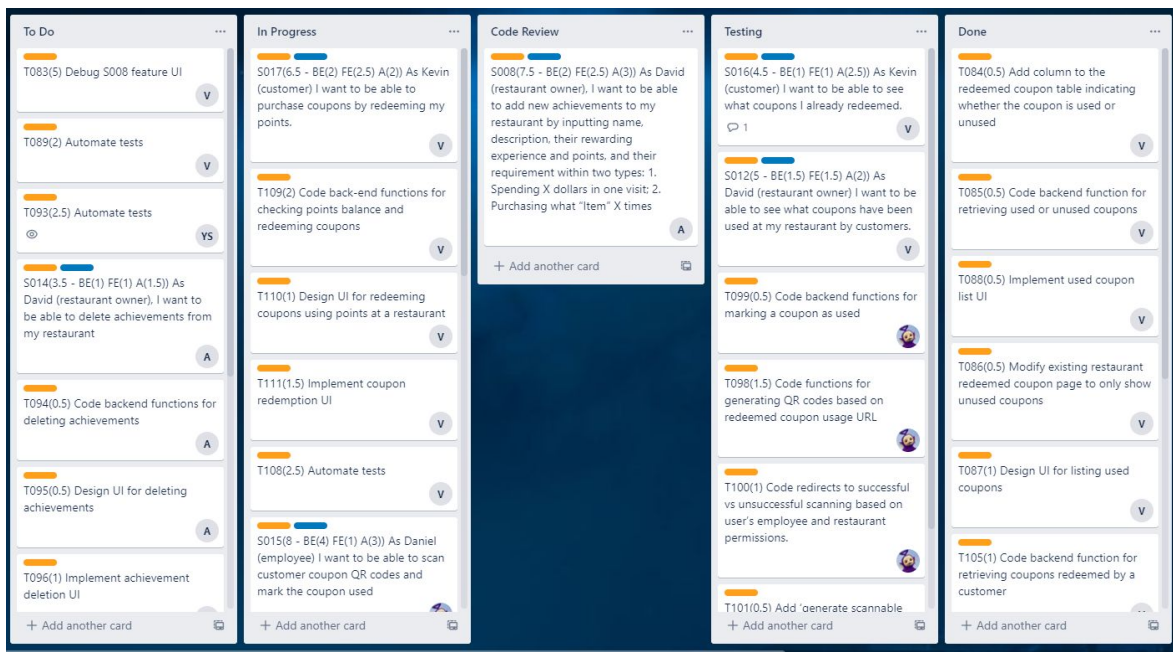 To Do
...
T083(5) Debug S008 feature UI
V
T089(2) Automate tests
V
T093(2.5) Automate tests
YS
S014(3.5 - BE(1) FE(1) A(1.5)) As
David (restaurant owner), I want to
be able to delete achievements from
my restaurant
A
T094(0.5) Code backend functions for
deleting achievements
A
T095(0.5) Design UI for deleting
achievements
A
T096(1) Implement achievement
deletion UI
+ Add another card
In Progress
...
S017(6.5 - BE(2) FE(2.5) A(2)) As Kevin
(customer) I want to be able to
purchase coupons by redeeming my
points.
V
T109(2) Code back-end functions for
checking points balance and
redeeming coupons
V
T110(1) Design UI for redeeming
coupons using points at a restaurant
V
T111(1.5) Implement coupon
redemption UI
V
T108(2.5) Automate tests
V
S015(8 - BE(4) FE(1) A(3)) As Daniel
(employee) I want to be able to scan
customer coupon QR codes and
mark the coupon used
+ Add another card
Code Review
...
S008(7.5 - BE(2) FE(2.5) A(3)) As David
(restaurant owner), I want to be able
to add new achievements to my
restaurant by inputting name,
description, their rewarding
experience and points, and their
requirement within two types: 1.
Spending X dollars in one visit; 2.
Purchasing what “Item” X times
A
+ Add another card
Testing
...
S016(4.5 - BE(1) FE(1) A(2.5)) As Kevin
(customer) I want to be able to see
what coupons I already redeemed.
1
V
S012(5 - BE(1.5) FE(1.5) A(2)) As
David (restaurant owner) I want to be
able to see what coupons have been
used at my restaurant by customers.
V
T099(0.5) Code backend functions for
marking a coupon as used
T098(1.5) Code functions for
generating QR codes based on
redeemed coupon usage URL
T100(1) Code redirects to successful
vs unsuccessful scanning based on
user's employee and restaurant
permissions.
T101(0.5) Add 'generate scannable
+ Add another card
Done
...
T084(0.5) Add column to the
redeemed coupon table indicating
whether the coupon is used or
unused
V
T085(0.5) Code backend function for
retrieving used or unused coupons
V
T088(0.5) Implement used coupon
list UI
V
T086(0.5) Modify existing restaurant
redeemed coupon page to only show
unused coupons
V
T087(1) Design UI for listing used
coupons
V
T105(1) Code backend function for
retrieving coupons redeemed by a
customer
+ Add another card